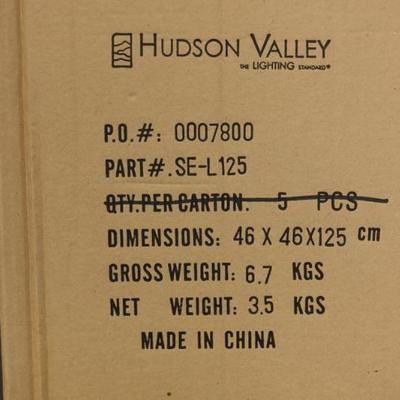 HUDSON VALLEY
THE LIGHTING STANDARD®
P.O.#: 0007800
PART#.SE-L125
QTY.PER CARTON: 5 PCS
DIMENSIONS: 46 X 46X125 cm
GROSS WEIGHT: 6.7 KGS
NET WEIGHT: 3.5 KGS
MADE IN CHINA